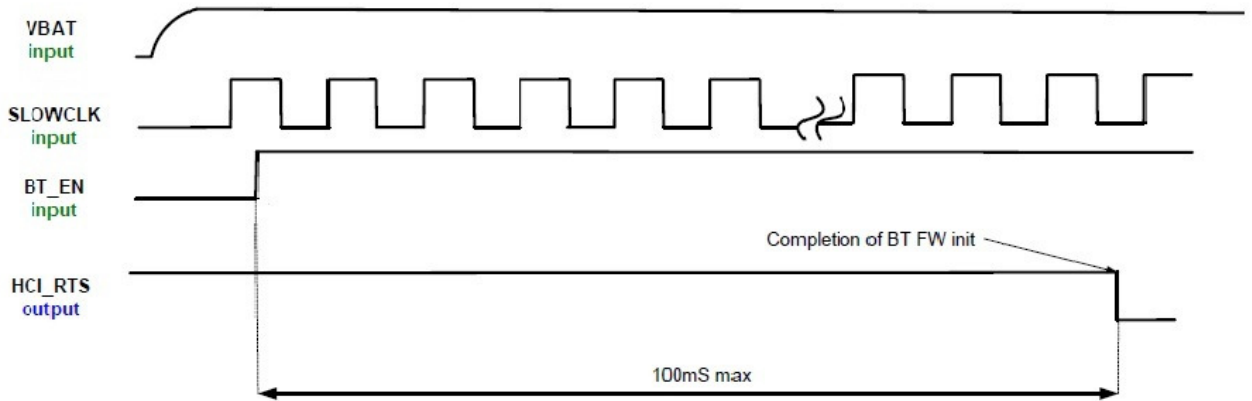 VBAT
input
SLOWCLK
input
BT_EN
input
Completion of BT FW init
HCI_RTS
output
100mS max